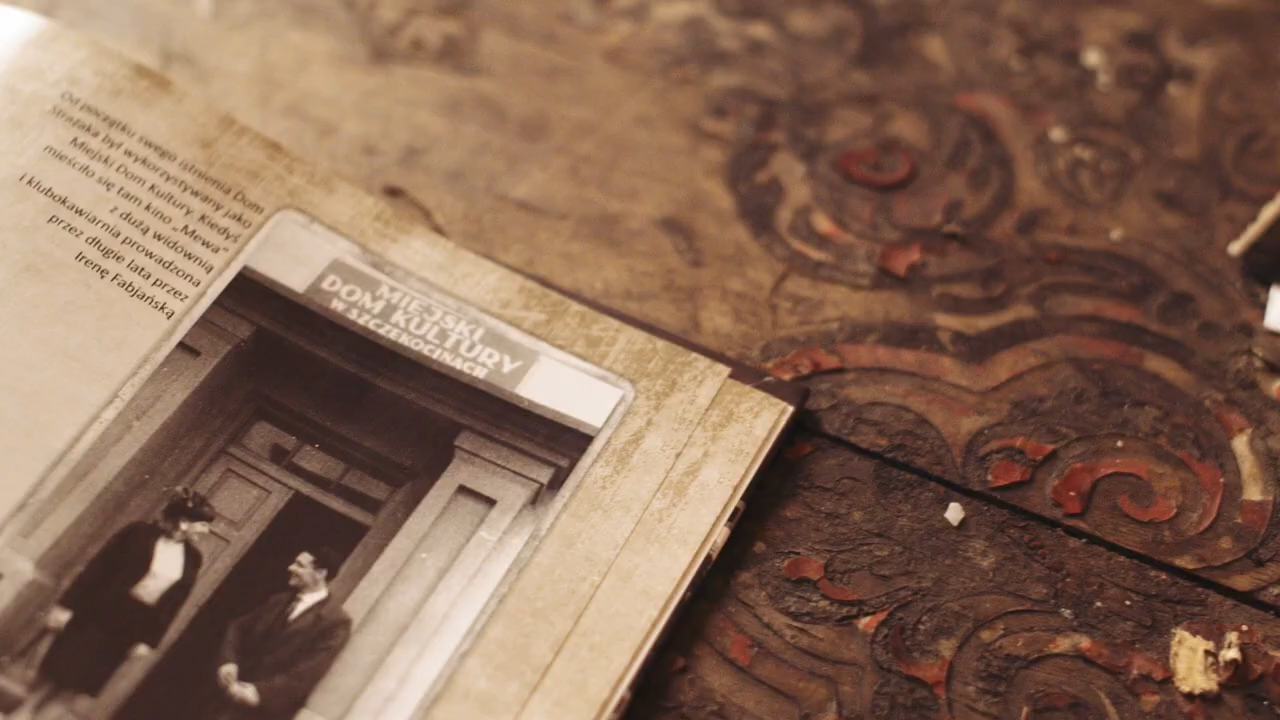 Od początku swego istnienia Dom
Strażaka był wykorzystywany jako
Miejski Dom Kultury. Kiedyś
mieściło się tam kino „Mewa”
z dużą widownią
i klubokawiarnia prowadzona
przez długie lata przez
Irenę Fabjańską
MIEJSKI
DOM KULTURY
W SZCZEKOCINACH